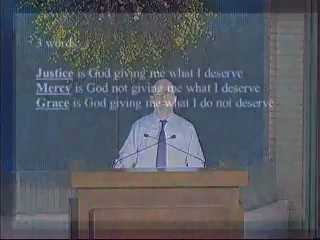 3 words:
Justice is God giving me what I deserve
Mercy is God not giving me what I deserve
Grace is God giving me what I do not deserve